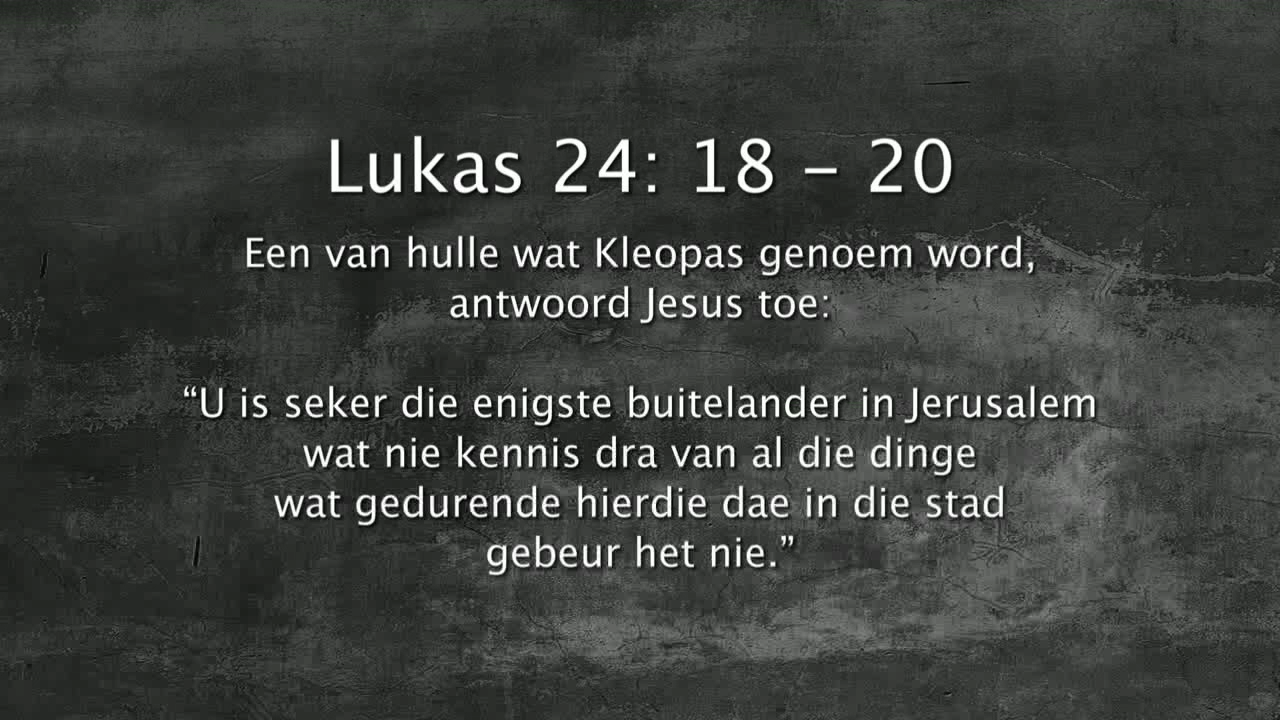 Lukas 24: 18 – 20
Een van hulle wat Kleopas genoem word,
antwoord Jesus toe:
“U is seker die enigste buitelander in Jerusalem
wat nie kennis dra van al die dinge
wat gedurende hierdie dae in die stad
gebeur het nie.”